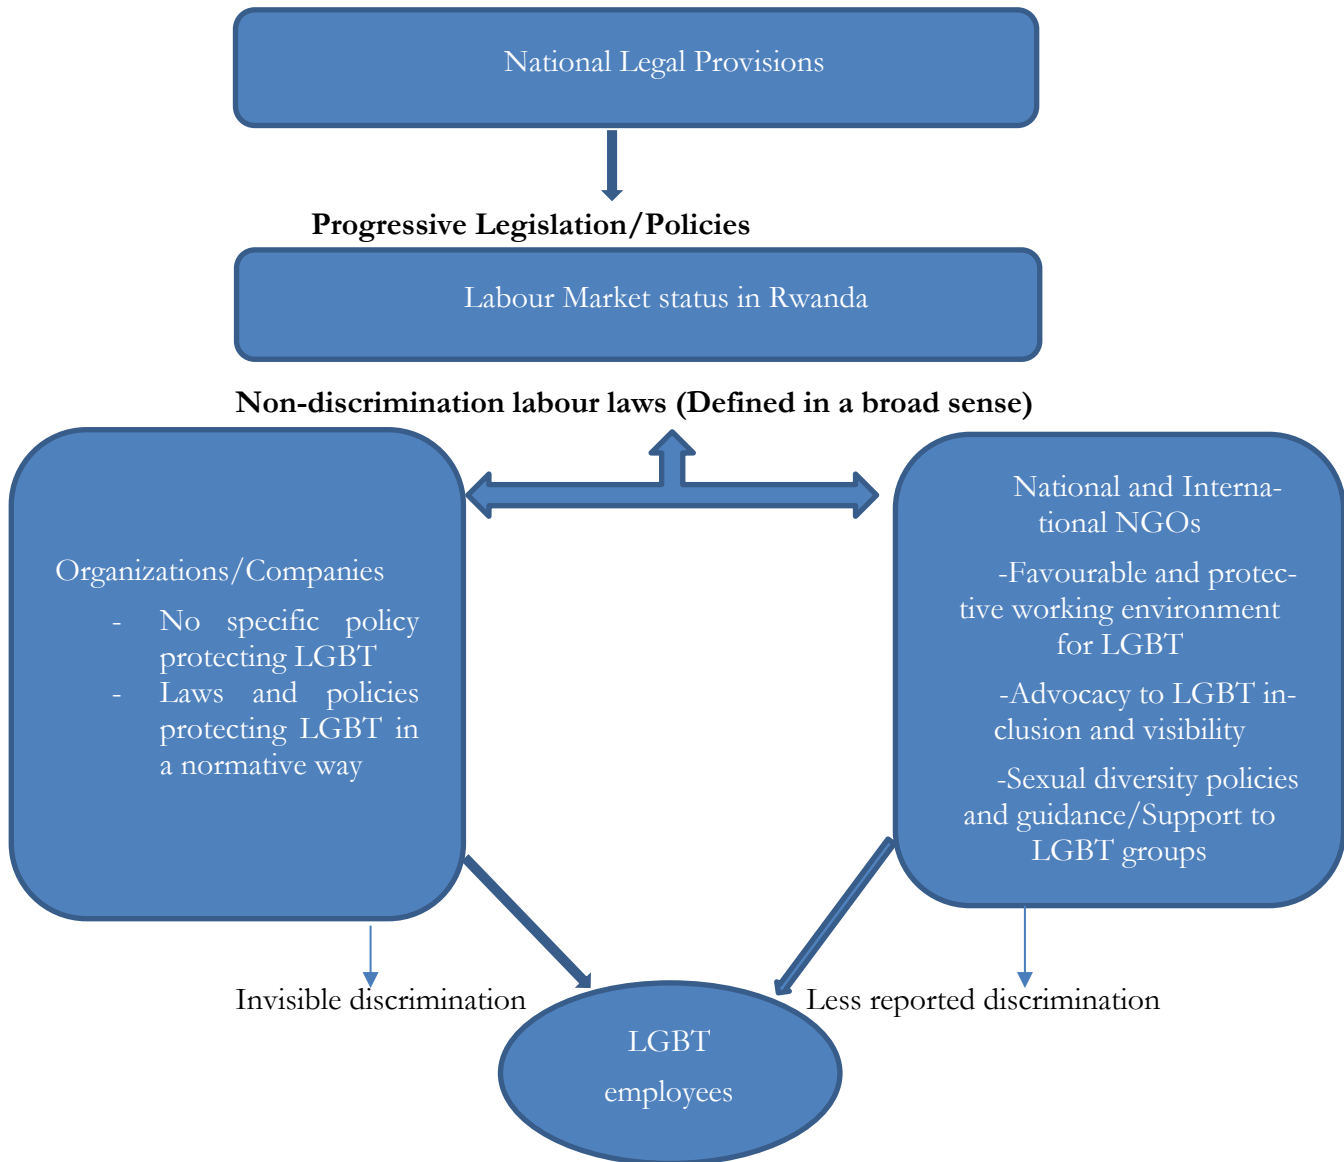 National Legal Provisions
Progressive Legislation/Policies
Labour Market status in Rwanda
Non-discrimination labour laws (Defined in a broad sense)
Organizations/Companies
- No specific policy
protecting LGBT
- Laws and policies
protecting LGBT in
a normative way
National and Interna-
tional NGOs
-Favourable and protec-
tive working environment
for LGBT
-Advocacy to LGBT in-
clusion and visibility
-Sexual diversity policies
and guidance/Support to
LGBT groups
Invisible discrimination
Less reported discrimination
LGBT
employees